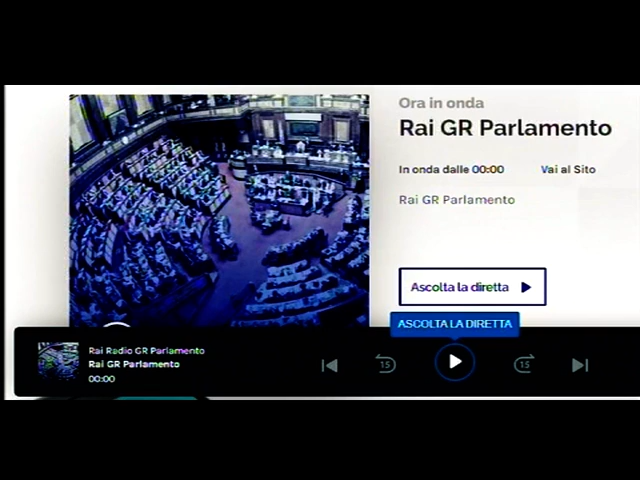 Ora in onda
Rai GR Parlamento
In onda dalle 00:00 Vai al Sito
Rai GR Parlamento
Ascolta la diretta
ASCOLTA LA DIRETTA
Rai Radio GR Parlamento
Rai GR Parlamento
00:00
15 15